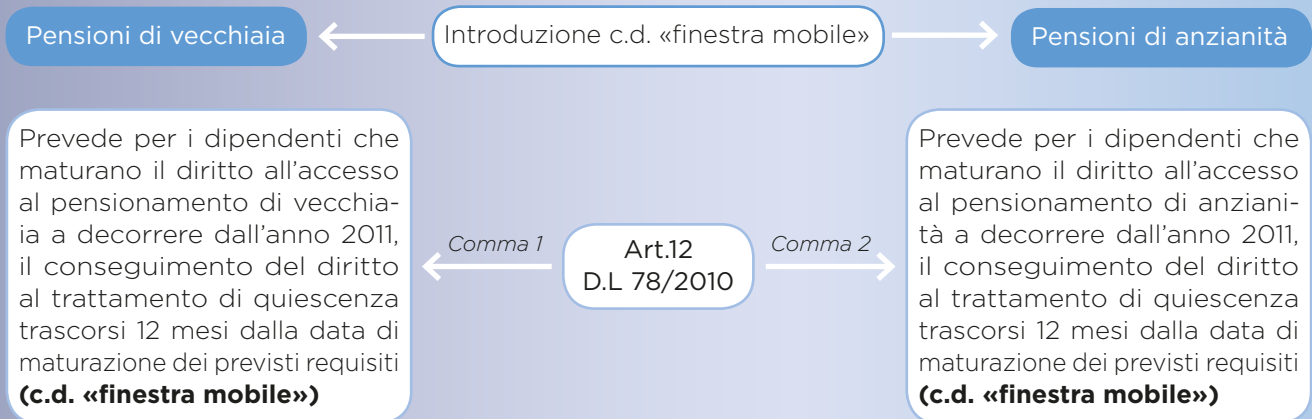 Pensioni di vecchiaia
Introduzione c.d. «finestra mobile»
Pensioni di anzianità
Prevede per i dipendenti che
maturano il diritto all'accesso
al pensionamento di vecchia-
ia a decorrere dall'anno 2011,
il conseguimento del diritto
al trattamento di quiescenza
trascorsi 12 mesi dalla data di
maturazione dei previsti requisiti
(c.d. «finestra mobile»)
Comma 1
Art.12
D.L 78/2010
Comma 2
Prevede per i dipendenti che
maturano il diritto all'accesso
al pensionamento di anziani-
tà a decorrere dall'anno 2011,
il conseguimento del diritto
al trattamento di quiescenza
trascorsi 12 mesi dalla data di
maturazione dei previsti requisiti
(c.d. «finestra mobile»)